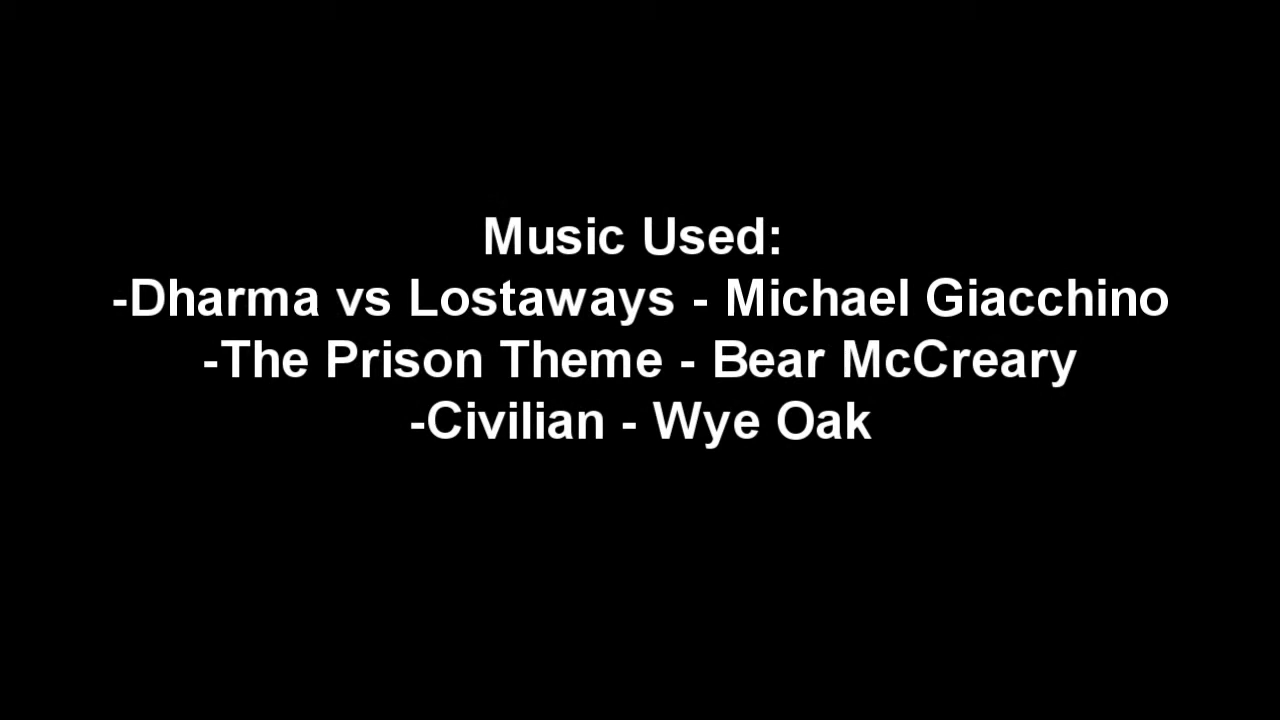 Music Used:
-Dharma vs Lostaways - Michael Giacchino
-The Prison Theme - Bear McCreary
-Civilian - Wye Oak